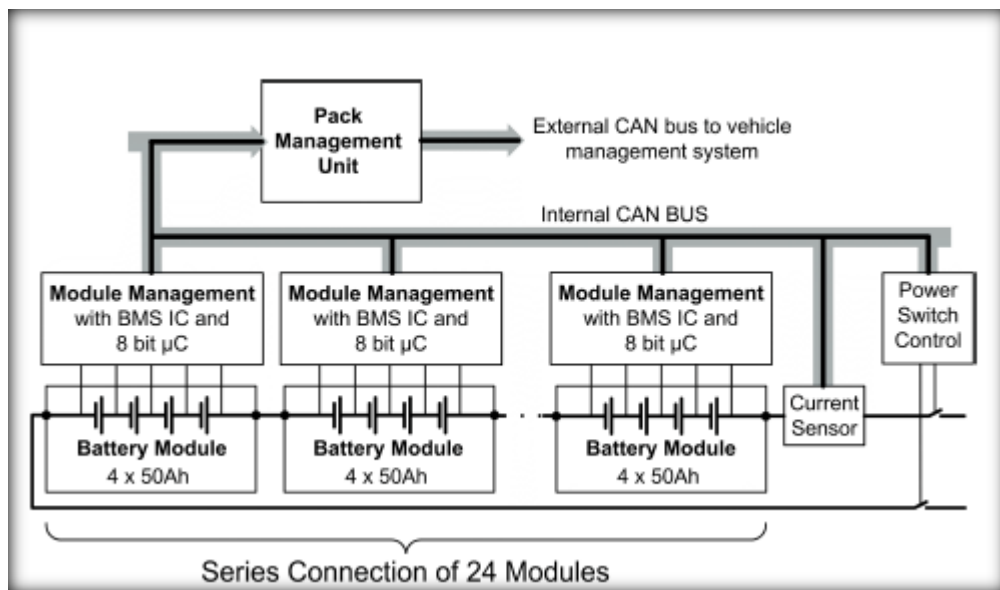 Pack
Management
Unit
External CAN bus to vehicle
management system
Internal CAN BUS
Module Management
with BMS IC and
8 bit µC
Module Management
with BMS IC and
8 bit µC
Module Management
with BMS IC and
8 bit µC
Power
Switch
Control
Battery Module
4 x 50Ah
Battery Module
4 x 50Ah
Battery Module
4 x 50Ah
Current
Sensor
Series Connection of 24 Modules